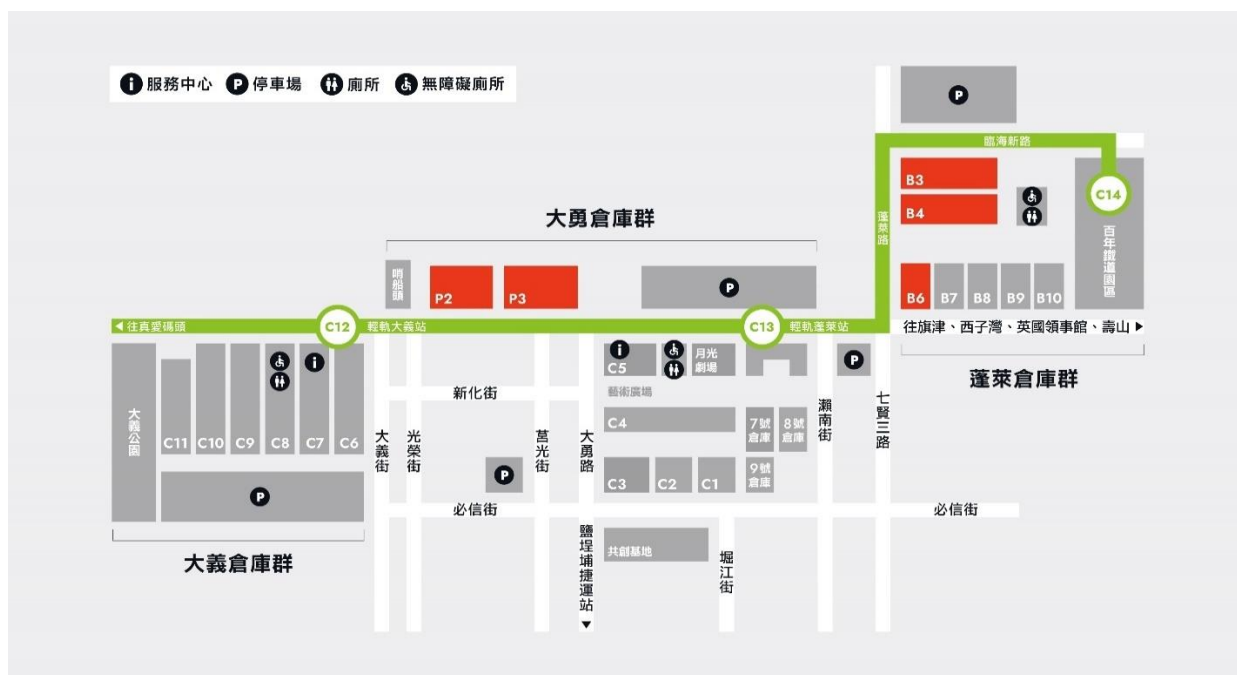 i 服務中心 P 停車場 廁所 無障礙廁所
P
臨海新路
B3
B4
C14
百年鐵道園區
蓬萊路
B6 B7 B8 B9 B10
往旗津、西子灣、英國領事館、壽山
蓬萊倉庫群
大勇倉庫群
哨船頭
P2
P3
P
往真愛碼頭
C12
輕軌大義站
C13
輕軌蓬萊站
大義公園
C11 C10 C9 C8 C7 C6
i
P
大義倉庫群
大義街
光榮街
新化街
莒光街
大勇路
P
必信街
i
C5
月光
劇場
藝術廣場
C4
7號
倉庫
8號
倉庫
9號
倉庫
C3 C2 C1
P
瀨南街
七賢三路
必信街
鹽埕埔捷運站
共創基地
堀江街